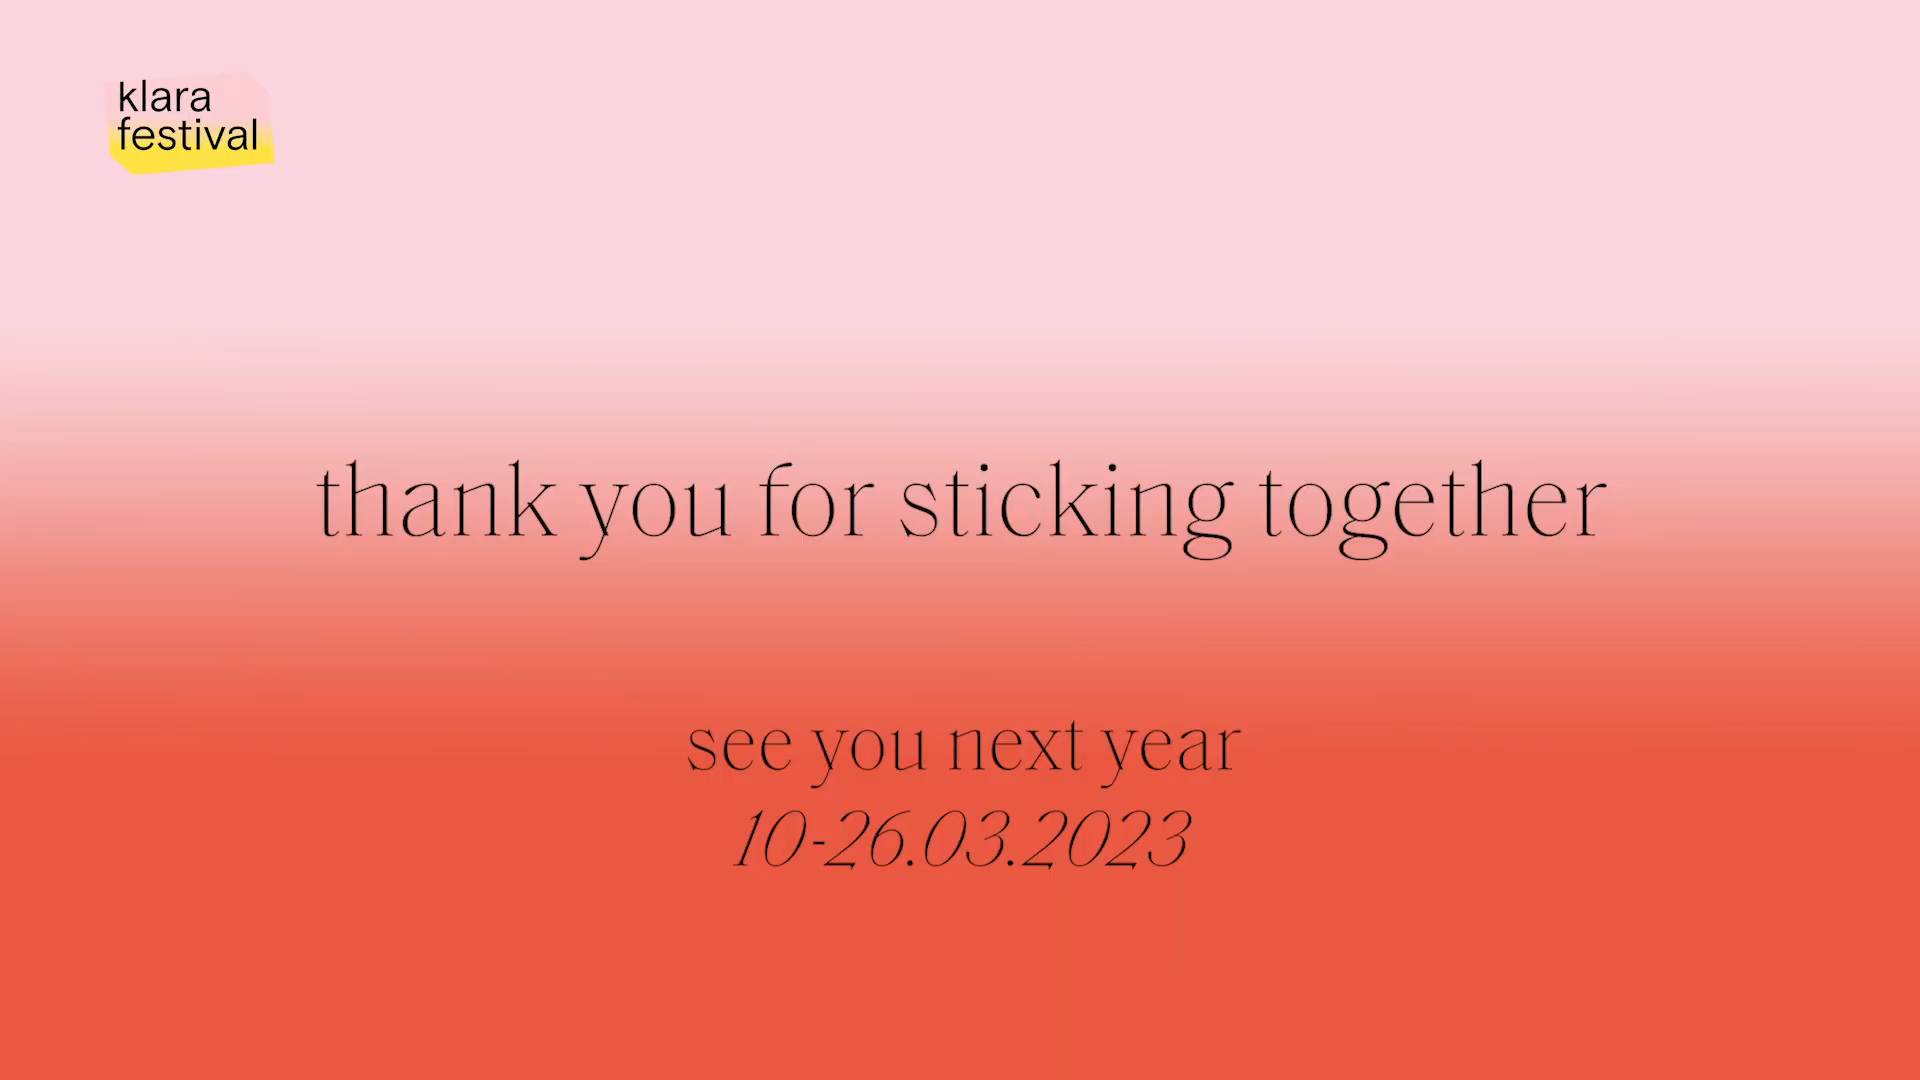 klara
festival
thank you for sticking together
see you next year
10-26.03.2023